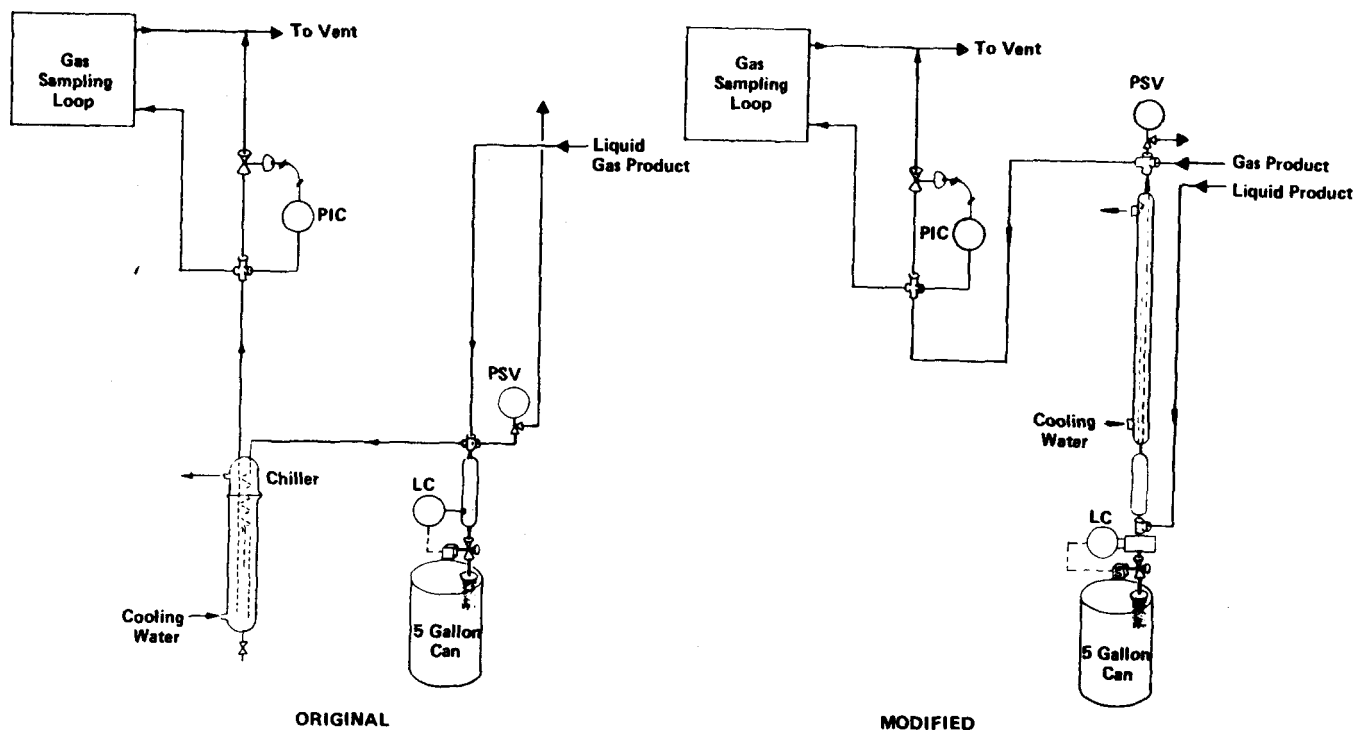 To Vent
Gas
Sampling
Loop
Liquid
Gas Product
PIC
PSV
Chiller
LC
Cooling
Water
5 Gallon
Can
ORIGINAL
To Vent
Gas
Sampling
Loop
PSV
Gas Product
Liquid Product
PIC
Cooling
Water
LC
S
5 Gallon
Can
MODIFIED